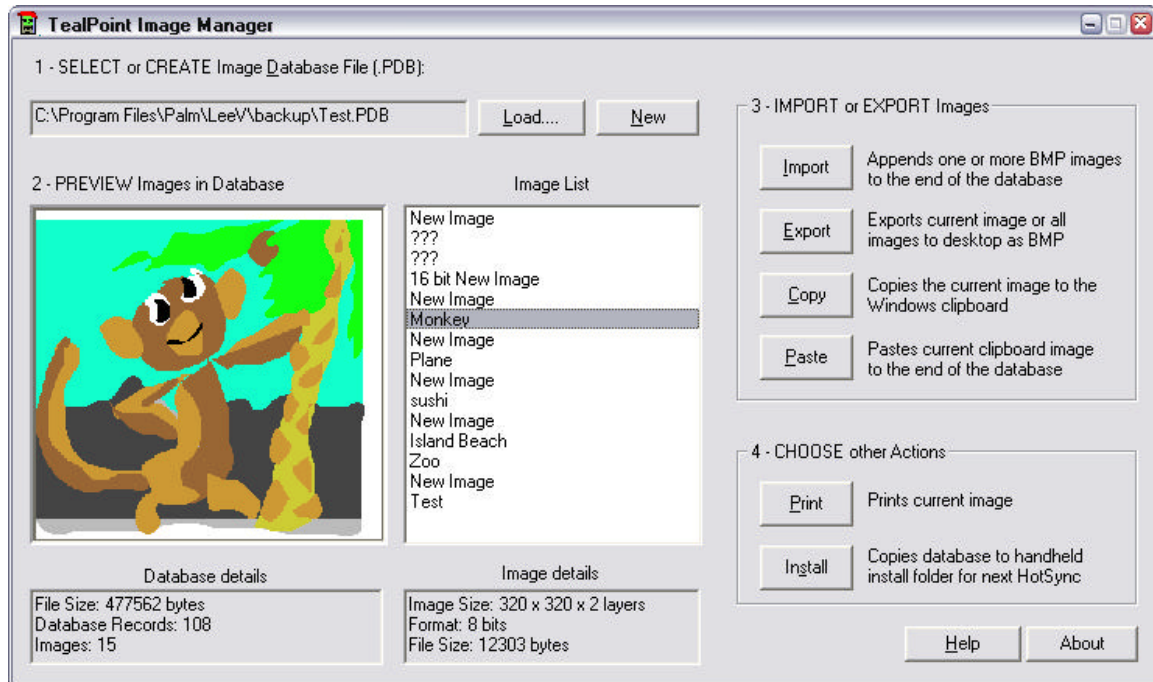 TealPoint Image Manager
1 - SELECT or CREATE Image Database File (.PDB):
C:\Program Files\Palm\LeeV\backup\Test.PDB
Load....
New
2 - PREVIEW Images in Database
Image List
New Image
???
???
16 bit New Image
New Image
Monkey
New Image
Plane
New Image
sushi
New Image
Island Beach
Zoo
New Image
Test
Database details
File Size: 477562 bytes
Database Records: 108
Images: 15
Image details
Image Size: 320 x 320 x 2 layers
Format: 8 bits
File Size: 12303 bytes
3 - IMPORT or EXPORT Images
Import
Appends one or more BMP images
to the end of the database
Export
Exports current image or all
images to desktop as BMP
Copy
Copies the current image to the
Windows clipboard
Paste
Pastes current clipboard image
to the end of the database
4 - CHOOSE other Actions
Print
Prints current image
Install
Copies database to handheld
install folder for next HotSync
Help
About